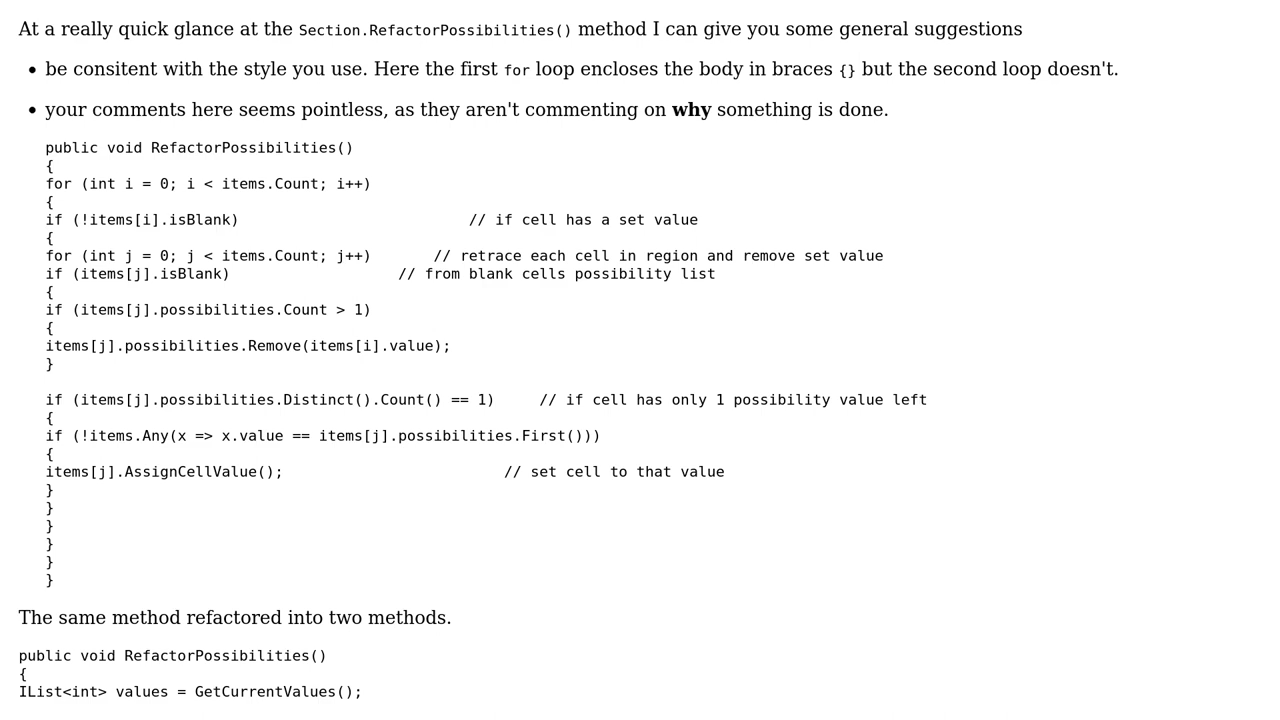 At a really quick glance at the Section.RefactorPossibilities() method I can give you some general suggestions
• be consitent with the style you use. Here the first for loop encloses the body in braces {} but the second loop doesn't.
• your comments here seems pointless, as they aren't commenting on why something is done.
public void RefactorPossibilities()
{
for (int i = 0; i < items.Count; i++)
{
if (!items[i].isBlank)                          // if cell has a set value
{
for (int j = 0; j < items.Count; j++)       // retrace each cell in region and remove set value
if (items[j].isBlank)                   // from blank cells possibility list
{
if (items[j].possibilities.Count > 1)
{
items[j].possibilities.Remove(items[i].value);
}

if (items[j].possibilities.Distinct().Count() == 1)     // if cell has only 1 possibility value left
{
if (!items.Any(x => x.value == items[j].possibilities.First()))
{
items[j].AssignCellValue();                         // set cell to that value
}
}
}
}
}
}
The same method refactored into two methods.
public void RefactorPossibilities()
{
IList<int> values = GetCurrentValues();